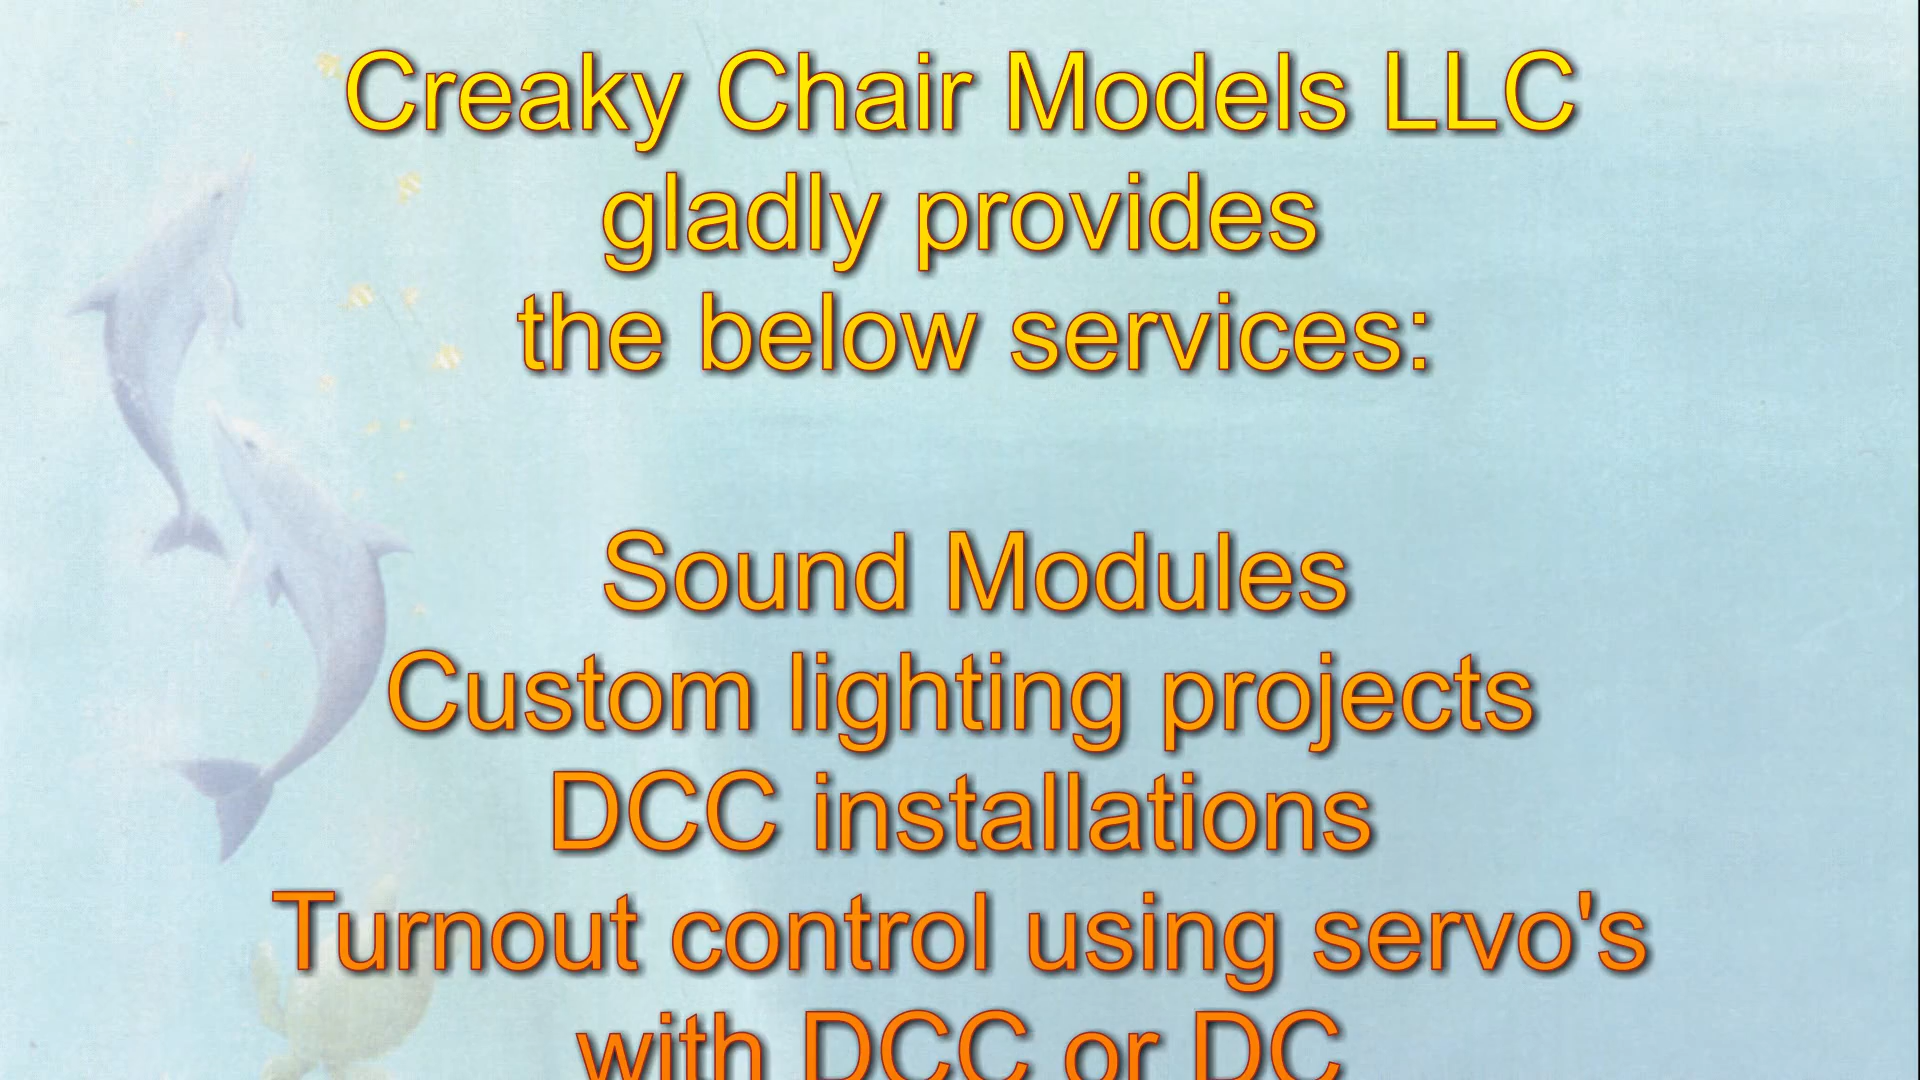 Creaky Chair Models LLC
gladly provides
the below services:
Sound Modules
Custom lighting projects
DCC installations
Turnout control using servo's
with DCC or DC